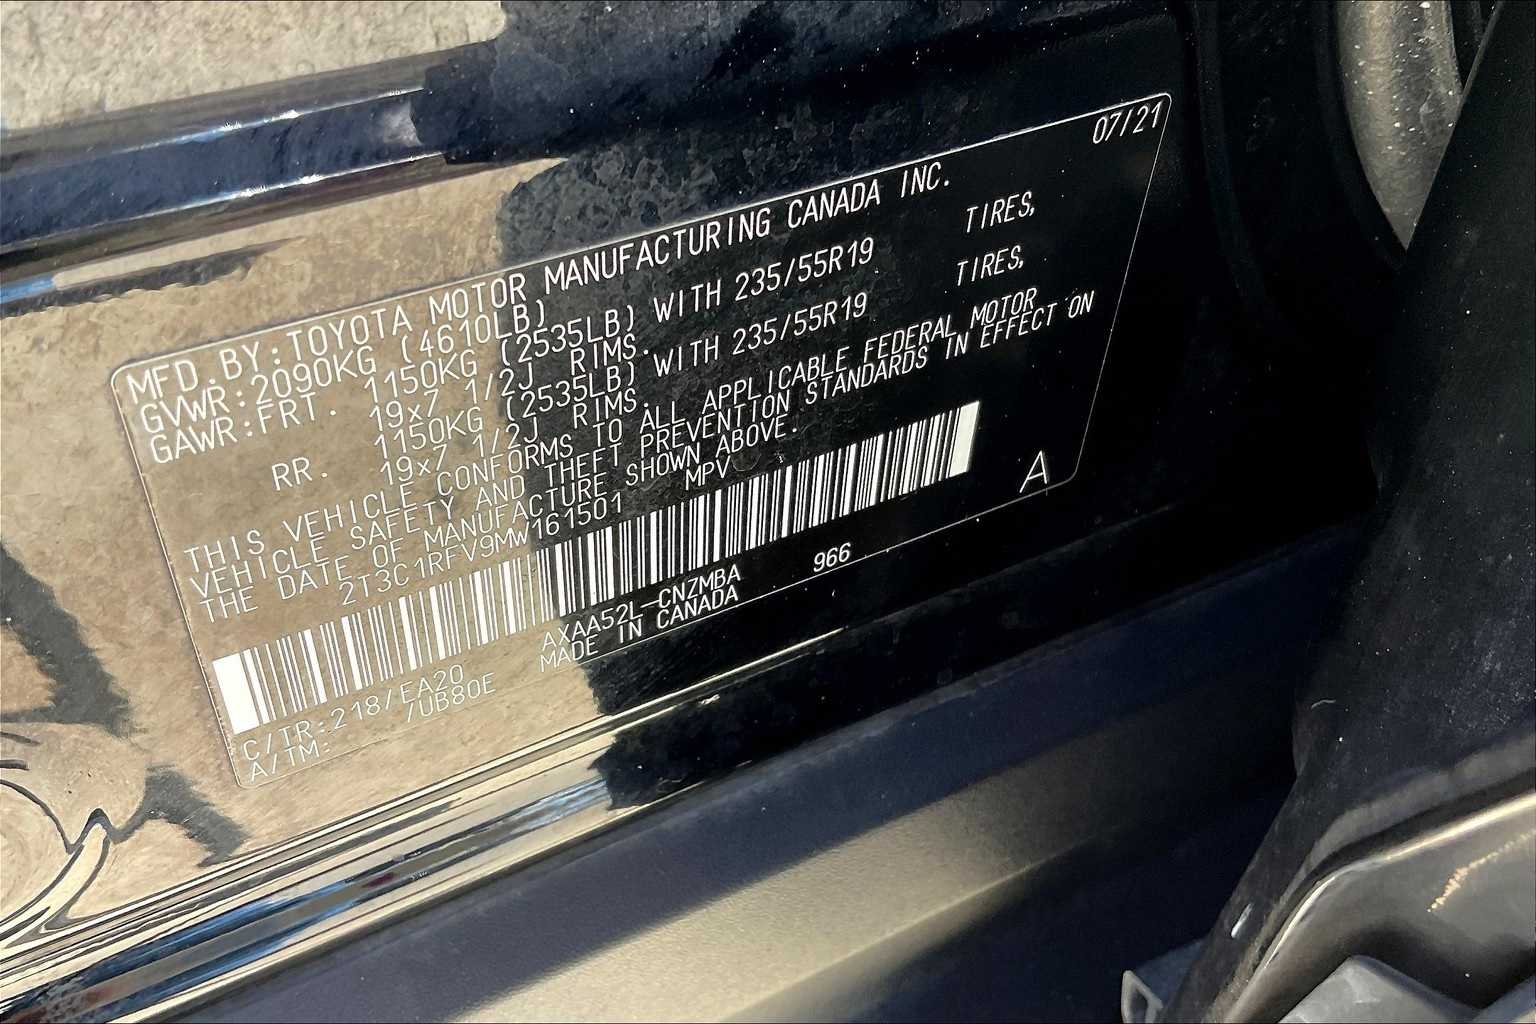 07/21
MFD.BY:TOYOTA MOTOR MANUFACTURING CANADA INC.
GVWR:2090KG (4610LB)
GAWR:FRT. 1150KG (2535LB) WITH 235/55R19 TIRES,
19x7 1/2J RIMS.
RR. 1150KG (2535LB) WITH 235/55R19 TIRES,
19x7 1/2J RIMS.
THIS VEHICLE CONFORMS TO ALL APPLICABLE FEDERAL MOTOR
VEHICLE SAFETY AND THEFT PREVENTION STANDARDS IN EFFECT ON
THE DATE OF MANUFACTURE SHOWN ABOVE.
2T3C1RFV9MW161501 MPV
A
C/TR:218/EA20 AXAA52L-CNZMBA 966
A/TM: /UB80E MADE IN CANADA